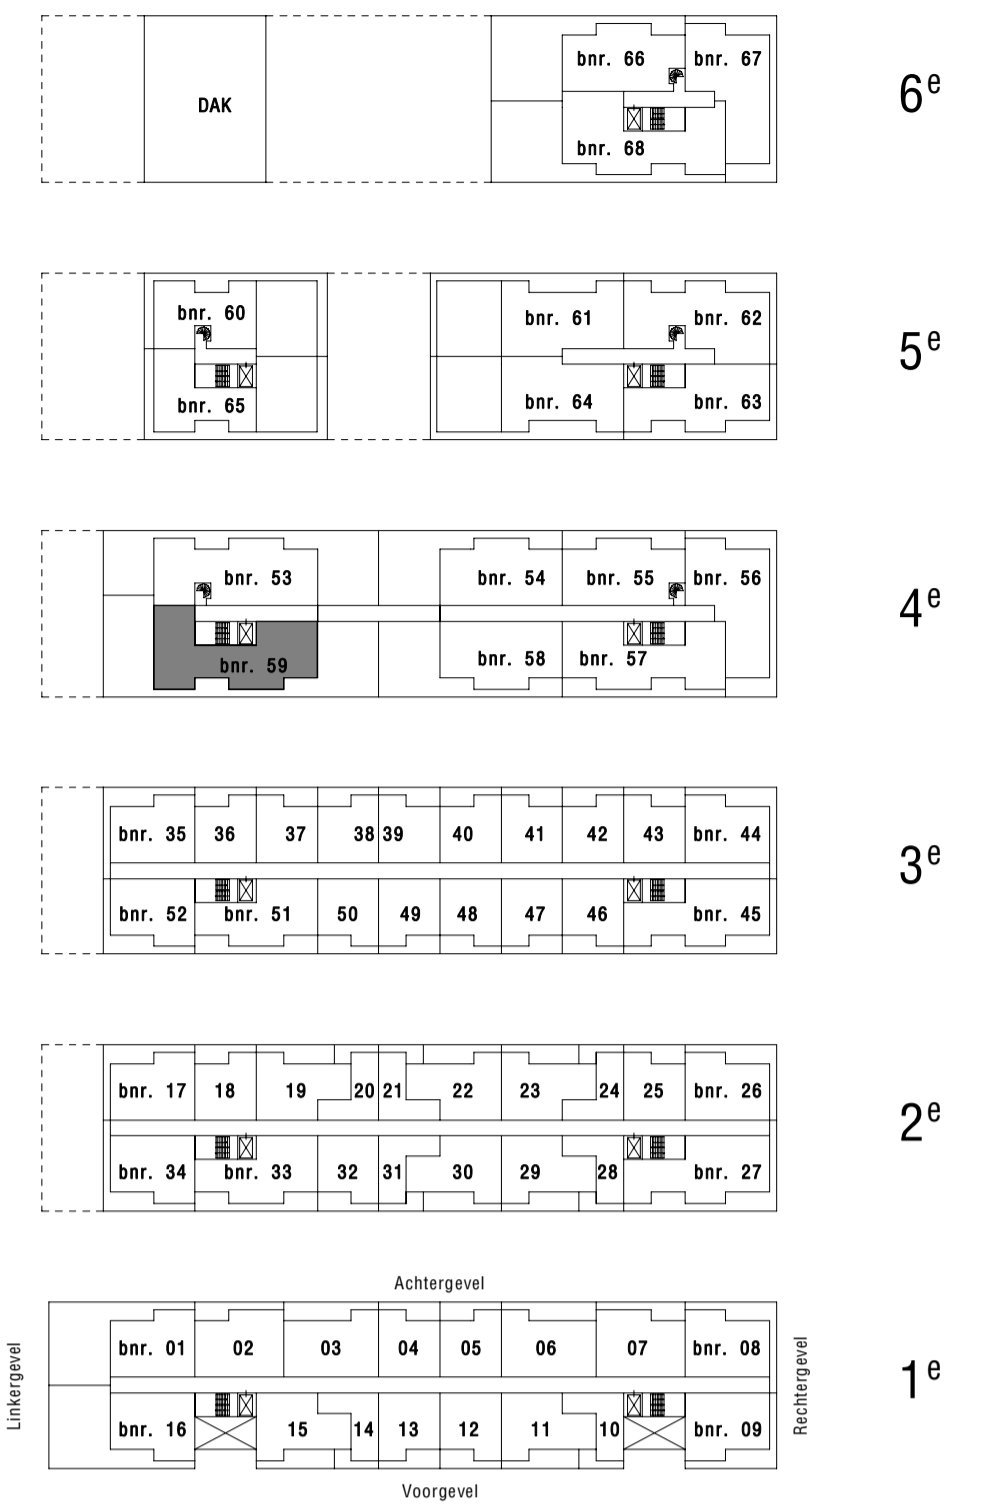 bnr. 66 bnr. 67
6e
DAK
bnr. 68
bnr. 60 bnr. 61 bnr. 62
5e
bnr. 65 bnr. 64 bnr. 63
bnr. 53 bnr. 54 bnr. 55 bnr. 56
4e
bnr. 59 bnr. 58 bnr. 57
bnr. 35 36 37 38 39 40 41 42 43 bnr. 44
3e
bnr. 52 bnr. 51 50 49 48 47 46 bnr. 45
bnr. 17 18 19 20 21 22 23 24 25 bnr. 26
2e
bnr. 34 bnr. 33 32 31 30 29 28 bnr. 27
Achtergevel
bnr. 01 02 03 04 05 06 07 bnr. 08
Linkergevel
Rechtergevel
1e
bnr. 16 15 14 13 12 11 10 bnr. 09
Voorgevel